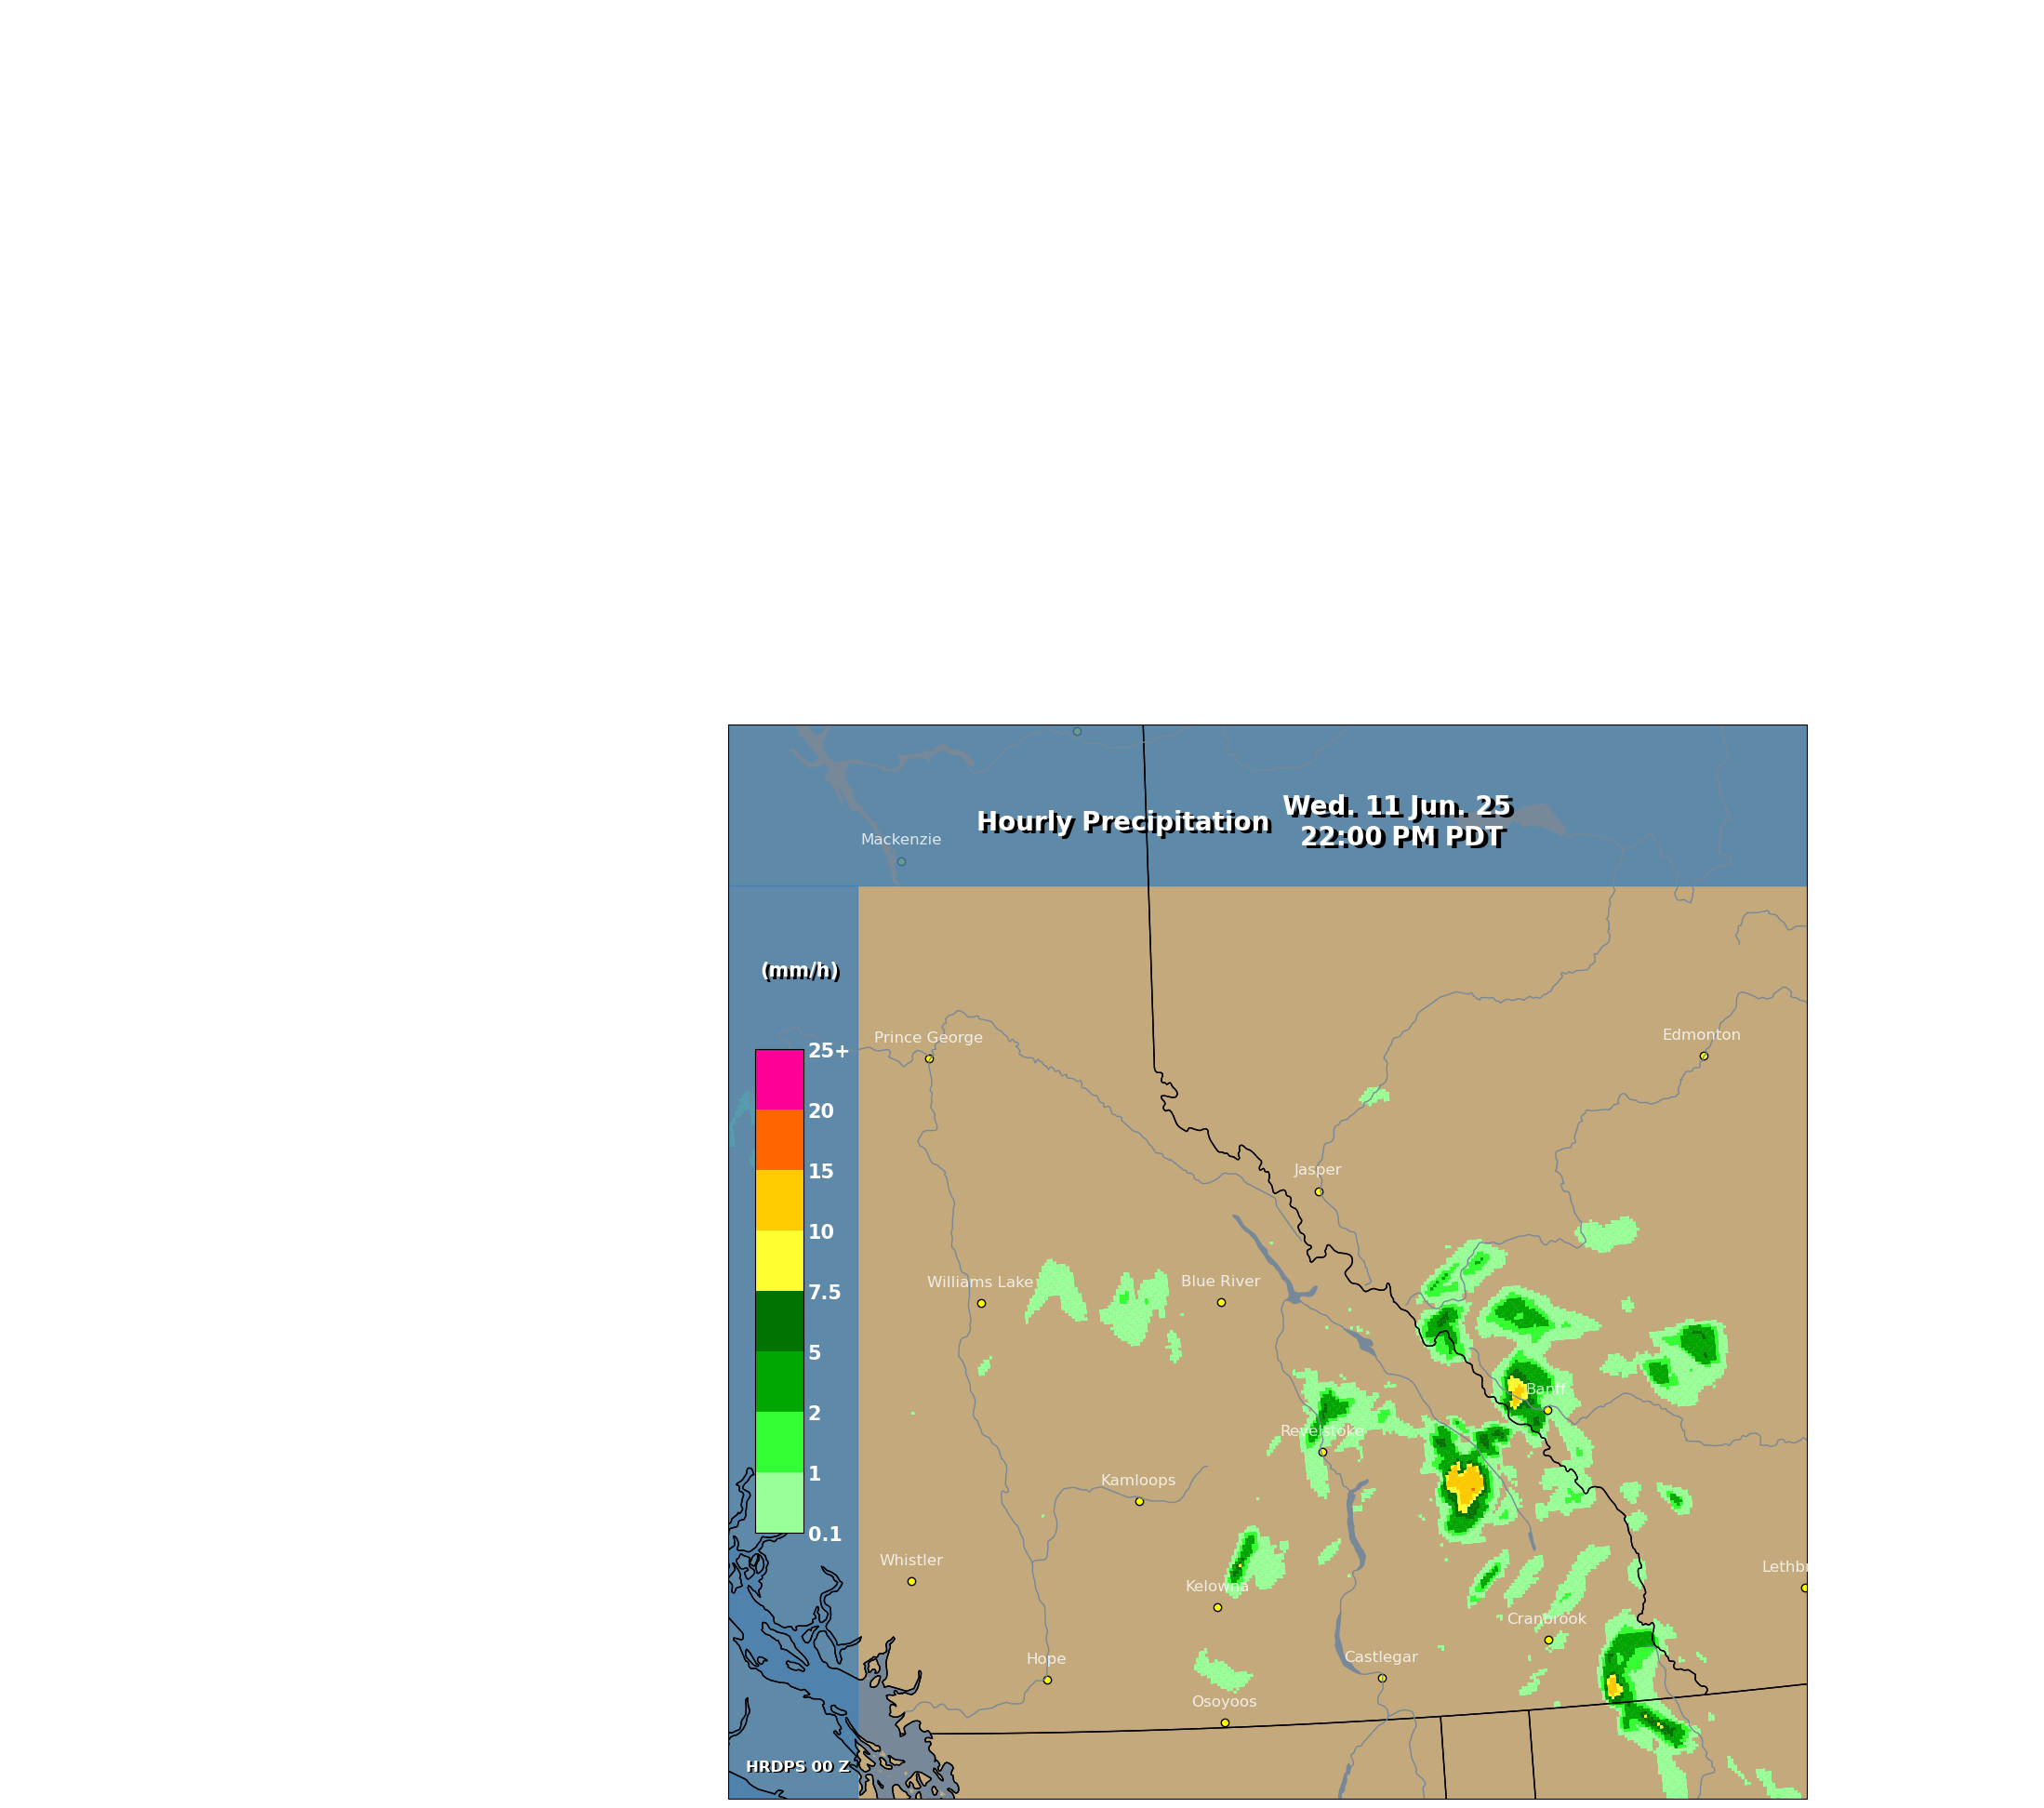 Wed. 11 Jun. 25
Hourly Precipitation
22:00 PM PDT
Mackenzie
(mm/h)
Prince George
Edmonton
25+
20
15
10
7.5
5
2
1
0.1
Jasper
Williams Lake
Blue River
Banff
Revelstoke
Kamloops
Whistler
Lethbr
Kelowna
Cranbrook
Hope
Castlegar
Osoyoos
HRDPS 00 Z